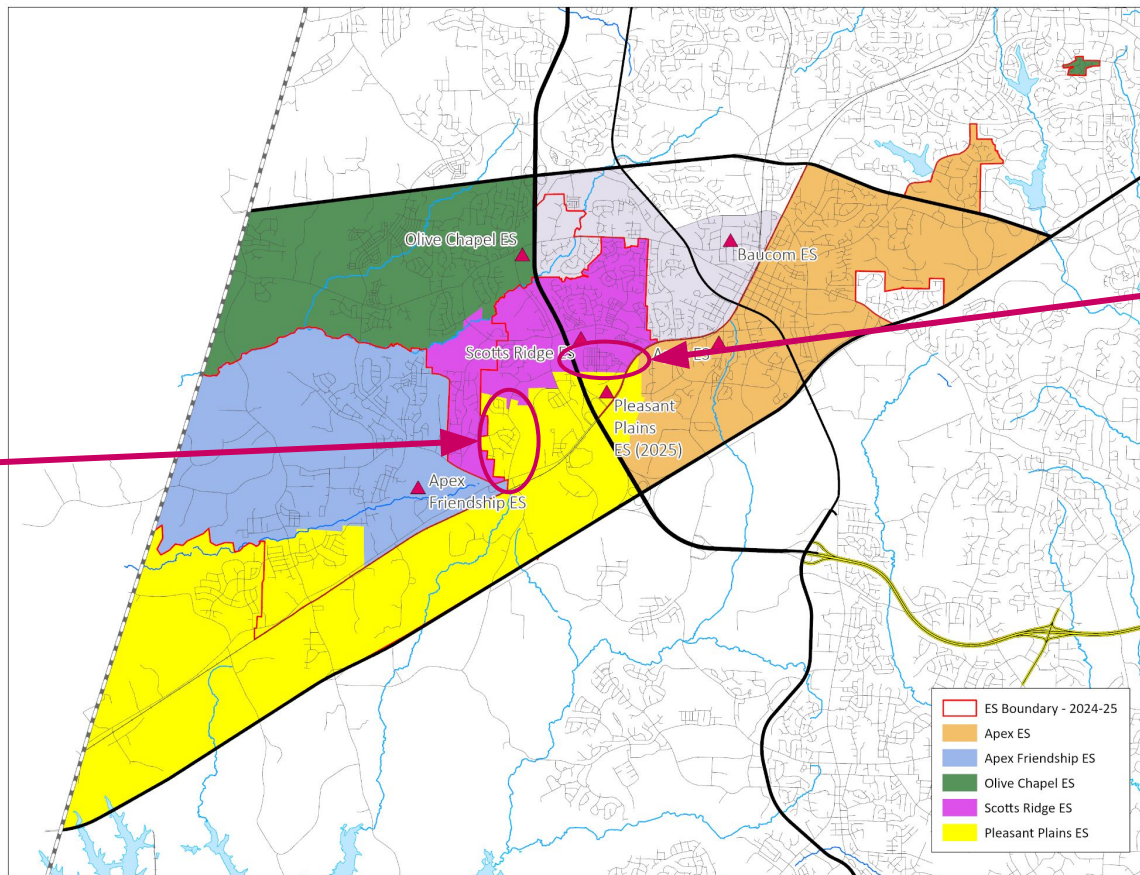 Olive Chapel ES
Baucom ES
Scotts Ridge ES
A ES
Pleasant
Plains
ES (2025)
Apex
Friendship ES
ES Boundary - 2024-25
Apex ES
Apex Friendship ES
Olive Chapel ES
Scotts Ridge ES
Pleasant Plains ES